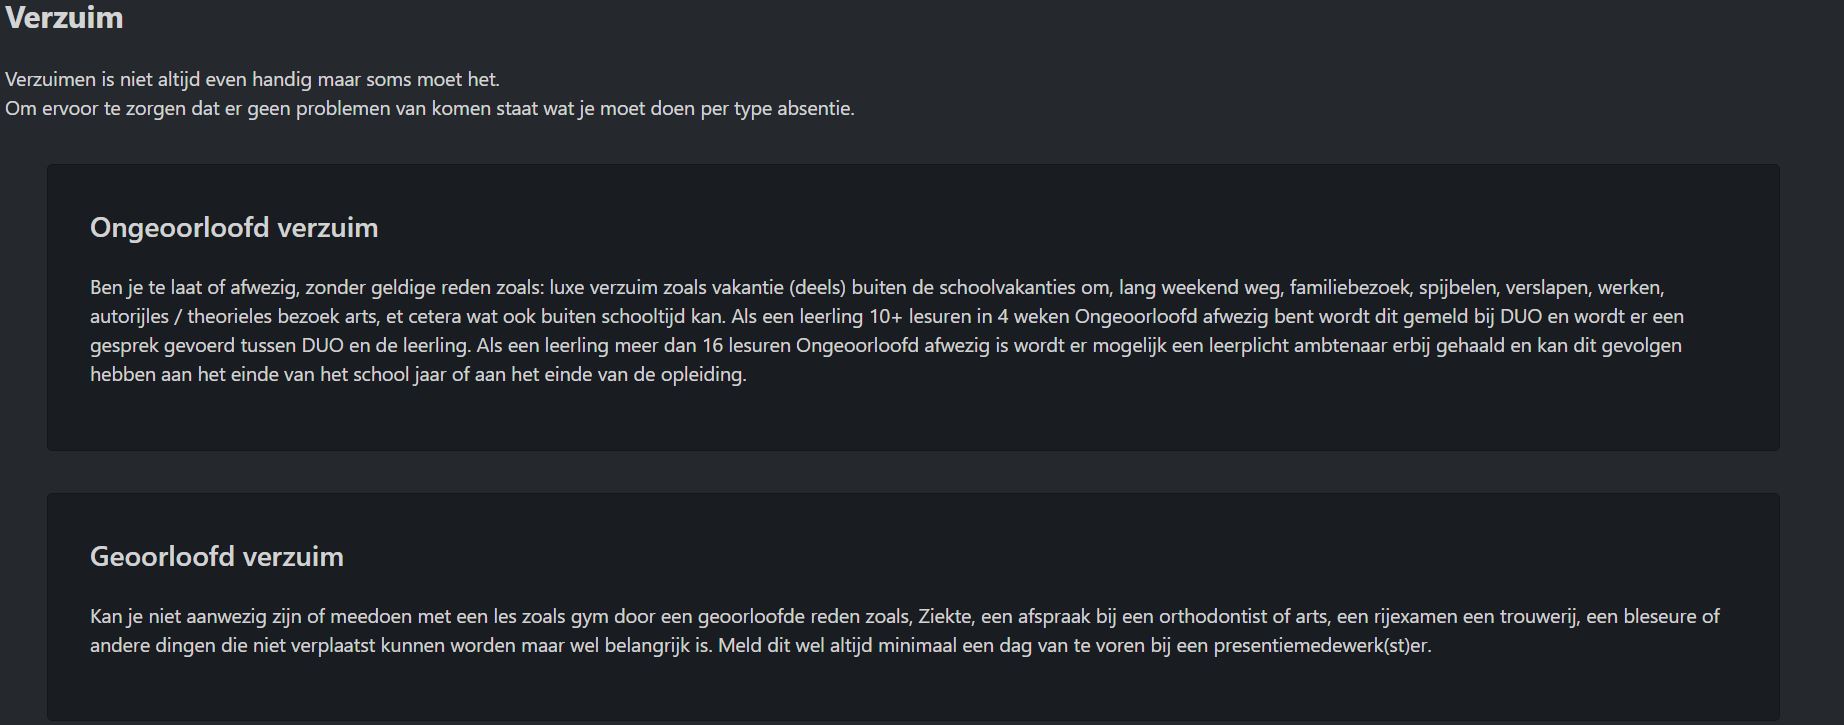 Verzuim
Verzuimen is niet altijd even handig maar soms moet het.
Om ervoor te zorgen dat er geen problemen van komen staat wat je moet doen per type absentie.
Ongeoorloofd verzuim
Ben je te laat of afwezig, zonder geldige reden zoals: luxe verzuim zoals vakantie (deels) buiten de schoolvakanties om, lang weekend weg, familiebezoek, spijbelen, verslapen, werken,
autorijles / theorieles bezoek arts, et cetera wat ook buiten schooltijd kan. Als een leerling 10+ lesuren in 4 weken Ongeoorloofd afwezig bent wordt dit gemeld bij DUO en wordt er een
gesprek gevoerd tussen DUO en de leerling. Als een leerling meer dan 16 lesuren Ongeoorloofd afwezig is wordt er mogelijk een leerplicht ambtenaar erbij gehaald en kan dit gevolgen
hebben aan het einde van het school jaar of aan het einde van de opleiding.
Geoorloofd verzuim
Kan je niet aanwezig zijn of meedoen met een les zoals gym door een geoorloofde reden zoals, Ziekte, een afspraak bij een orthodontist of arts, een rijexamen een trouwerij, een bleseure of
andere dingen die niet verplaatst kunnen worden maar wel belangrijk is. Meld dit wel altijd minimaal een dag van te voren bij een presentiemedewerk(st)er.